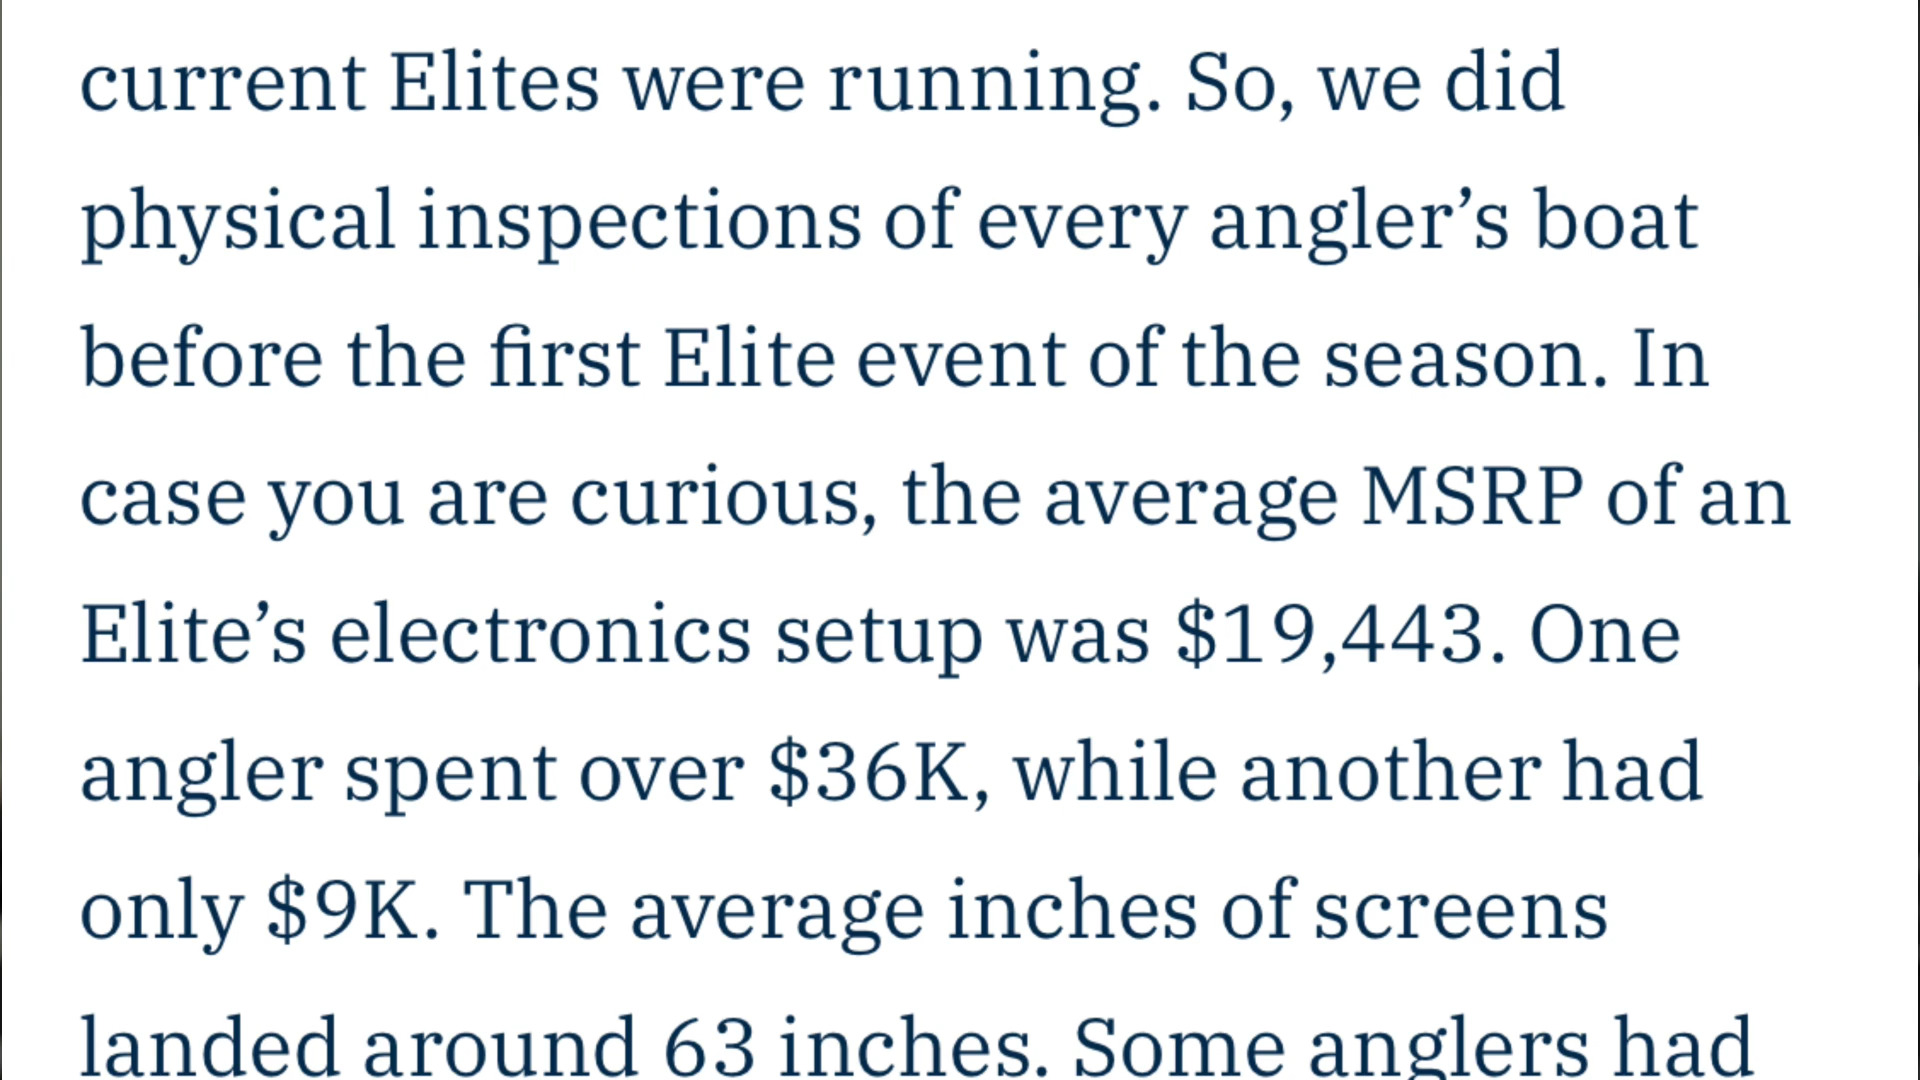 current Elites were running. So, we did
physical inspections of every angler’s boat
before the first Elite event of the season. In
case you are curious, the average MSRP of an
Elite’s electronics setup was $19,443. One
angler spent over $36K, while another had
only $9K. The average inches of screens
landed around 63 inches. Some anglers had